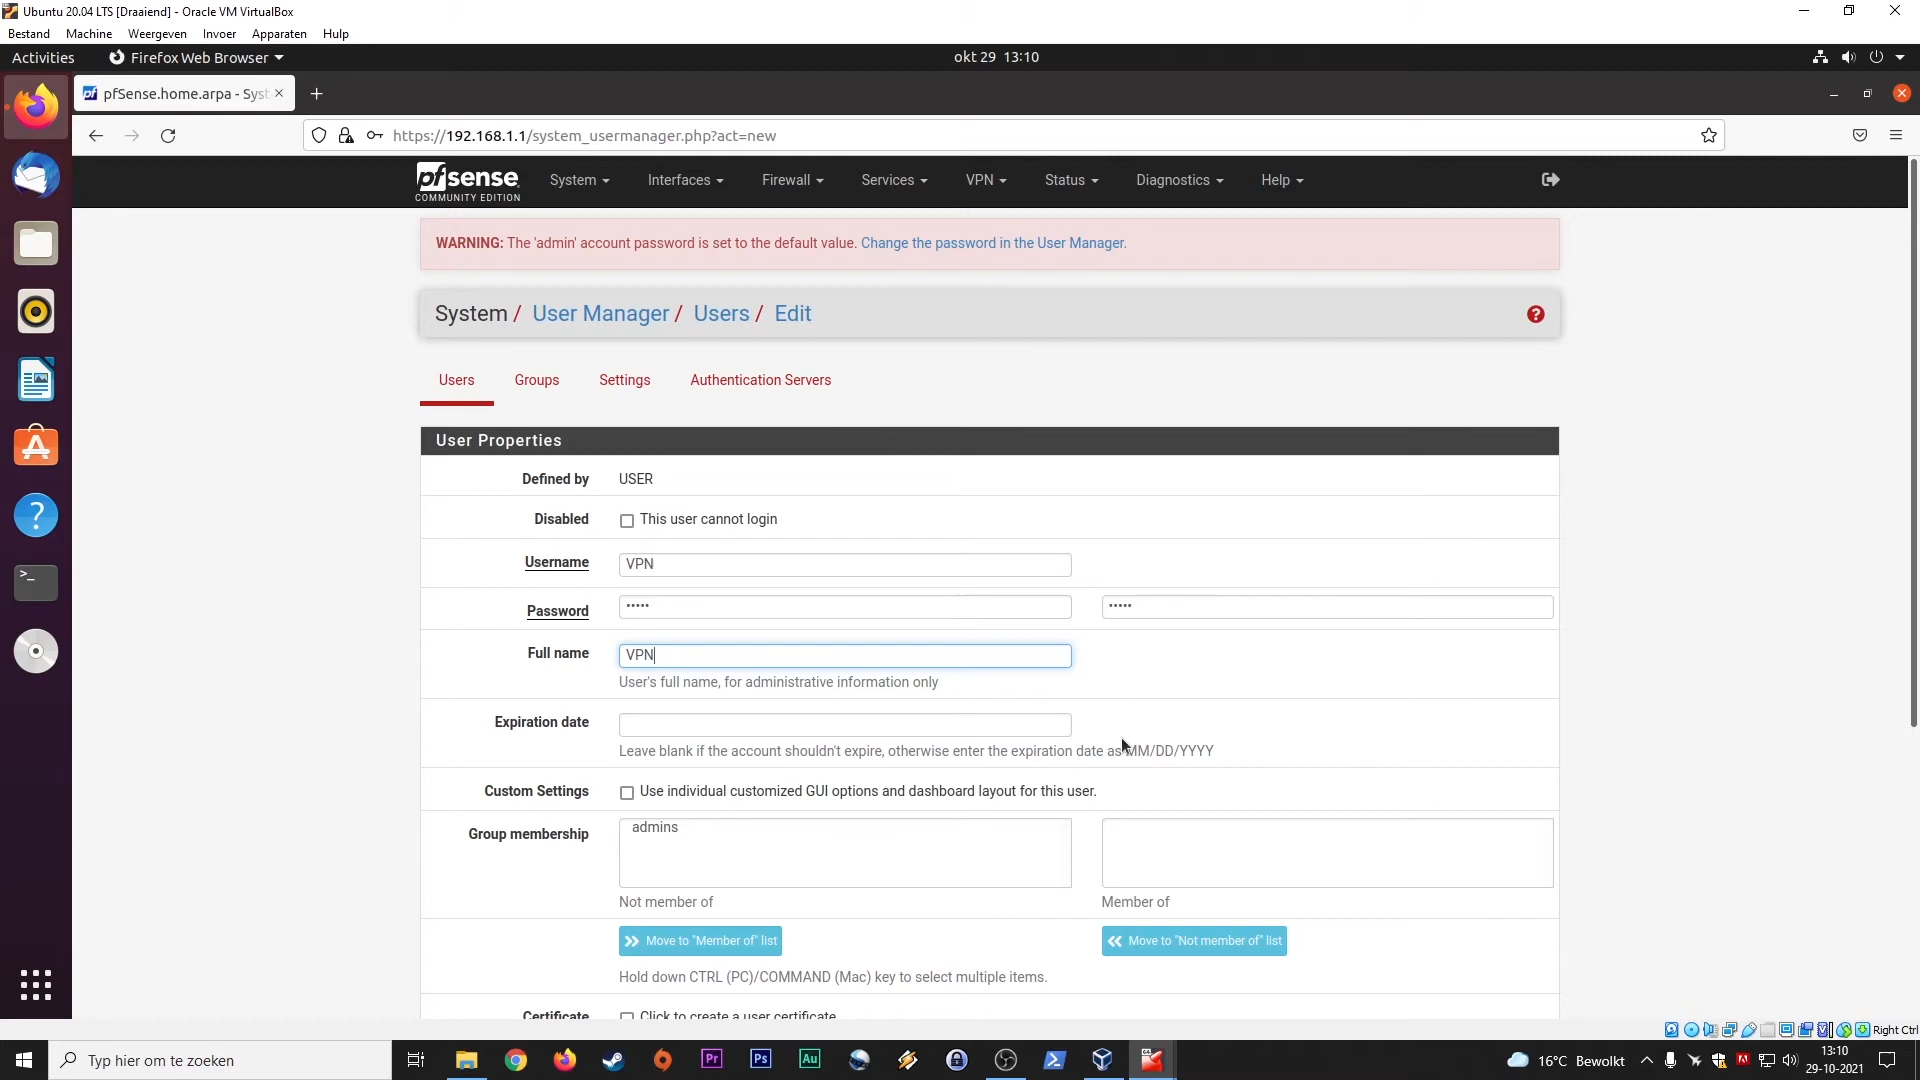 Ubuntu 20.04 LTS [Draaiend] - Oracle VM VirtualBox
Bestand Machine Weergeven Invoer Apparaten Hulp
Activities Firefox Web Browser okt 29 13:10
pfSense.home.arpa - Syst
https://192.168.1.1/system_usermanager.php?act=new
pfsense COMMUNITY EDITION System Interfaces Firewall Services VPN Status Diagnostics Help
WARNING: The 'admin' account password is set to the default value. Change the password in the User Manager.
System / User Manager / Users / Edit
Users Groups Settings Authentication Servers
User Properties
Defined by USER
Disabled This user cannot login
Username VPN
Password ••••• •••••
Full name VPN
User's full name, for administrative information only
Expiration date
Leave blank if the account shouldn't expire, otherwise enter the expiration date as MM/DD/YYYY
Custom Settings Use individual customized GUI options and dashboard layout for this user.
Group membership admins
Not member of Member of
Move to "Member of" list Move to "Not member of" list
Hold down CTRL (PC)/COMMAND (Mac) key to select multiple items.
Certificate Click to create a user certificate
Right Ctrl
Typ hier om te zoeken Pr Ps Au 16°C Bewolkt 13:10
29-10-2021